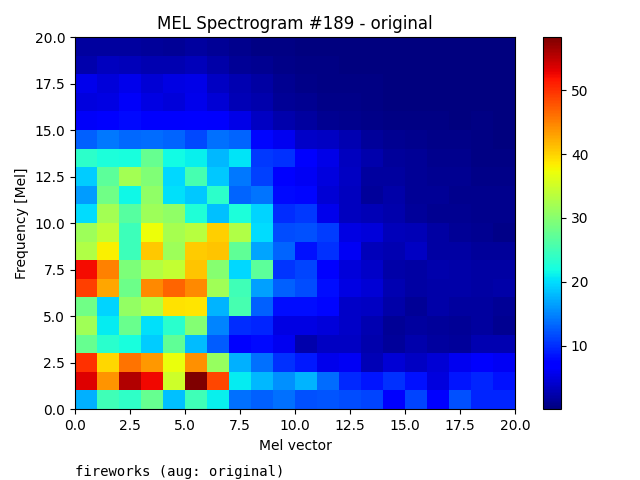 MEL Spectrogram #189 - original
20.0
17.5
15.0
12.5
10.0
7.5
5.0
2.5
0.0
Frequency [Mel]
0.0 2.5 5.0 7.5 10.0 12.5 15.0 17.5 20.0
Mel vector
50
40
30
20
10
fireworks (aug: original)